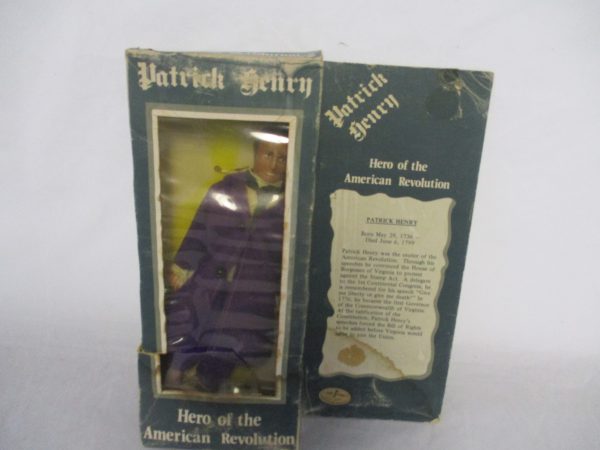 Patrick Henry
Hero of the
American Revolution
Patrick
Henry
Hero of the
American Revolution
PATRICK HENRY
Born May 29, 1736 -
Died June 6, 1799
Patrick Henry was the orator of the
American Revolution. Through his
speeches he convinced the House of
Burgesses of Virginia to protest
against the Stamp Act. A delegate
to the 1st Continental Congress, he
is remembered for his speech "Give
me liberty or give me death!" In
1776, he became the first Governor
of the Commonwealth of Virginia.
At the ratification of the
Constitution, Patrick Henry's
speeches forced the Bill of Rights
to be added before Virginia would
join the Union.